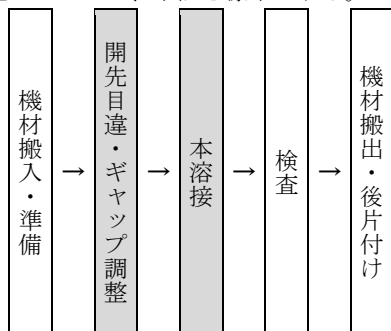 機材搬入・準備
→
開先目違・ギャップ調整
→
本溶接
→
検査
→
機材搬出・後片付け